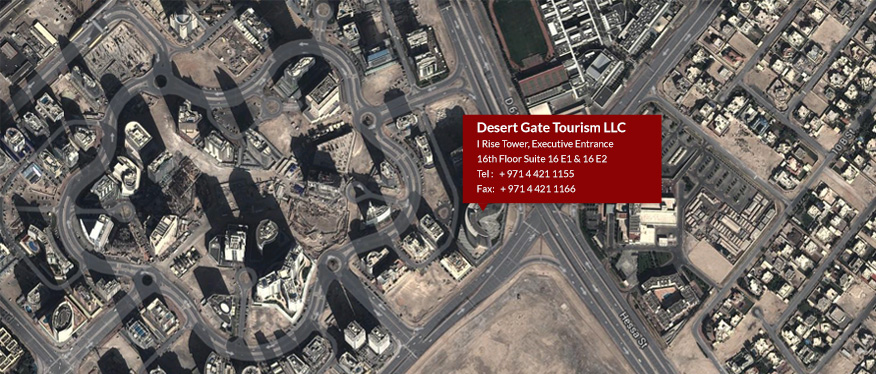 Desert Gate Tourism LLC
I Rise Tower, Executive Entrance
16th Floor Suite 16 E1 & 16 E2
Tel : + 971 4 421 1155
Fax: + 971 4 421 1166
D 6
Hessa St